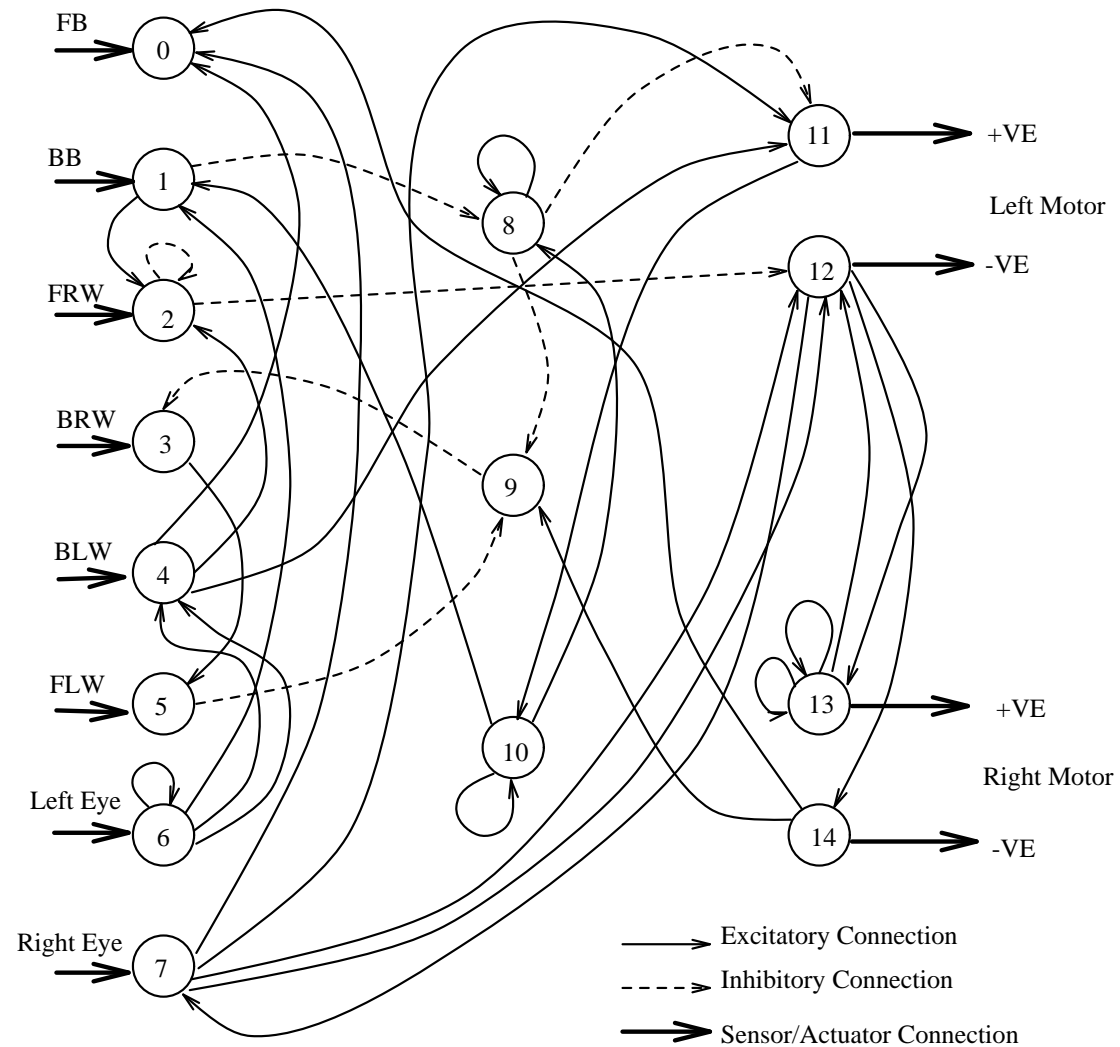 FB
0
11
+VE
BB
1
Left Motor
8
12
-VE
FRW
2
BRW
3
9
BLW
4
FLW
5
13
+VE
10
Right Motor
Left Eye
6
14
-VE
Right Eye
7
Excitatory Connection
Inhibitory Connection
Sensor/Actuator Connection